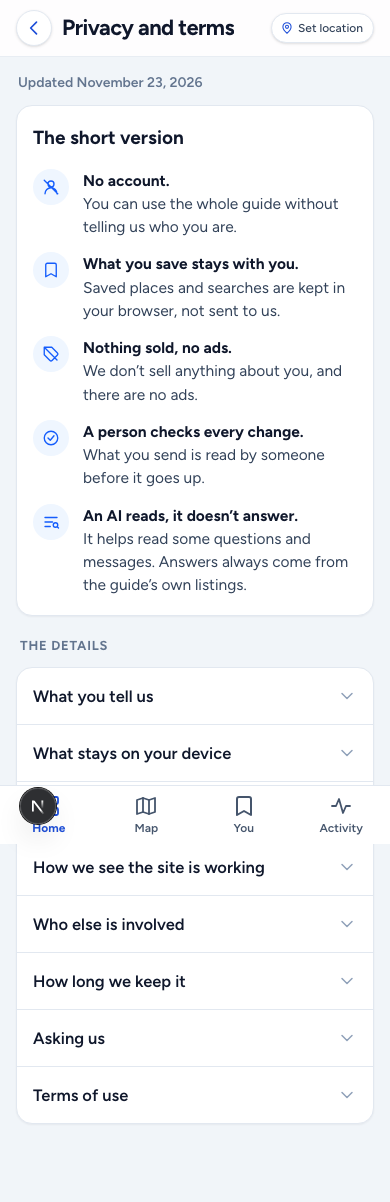 Privacy and terms
Set location
Updated November 23, 2026
The short version
No account.
You can use the whole guide without
telling us who you are.
What you save stays with you.
Saved places and searches are kept in
your browser, not sent to us.
Nothing sold, no ads.
We don’t sell anything about you, and
there are no ads.
A person checks every change.
What you send is read by someone
before it goes up.
An AI reads, it doesn’t answer.
It helps read some questions and
messages. Answers always come from
the guide’s own listings.
THE DETAILS
What you tell us
What stays on your device
N
Home
Map
You
Activity
How we see the site is working
Who else is involved
How long we keep it
Asking us
Terms of use